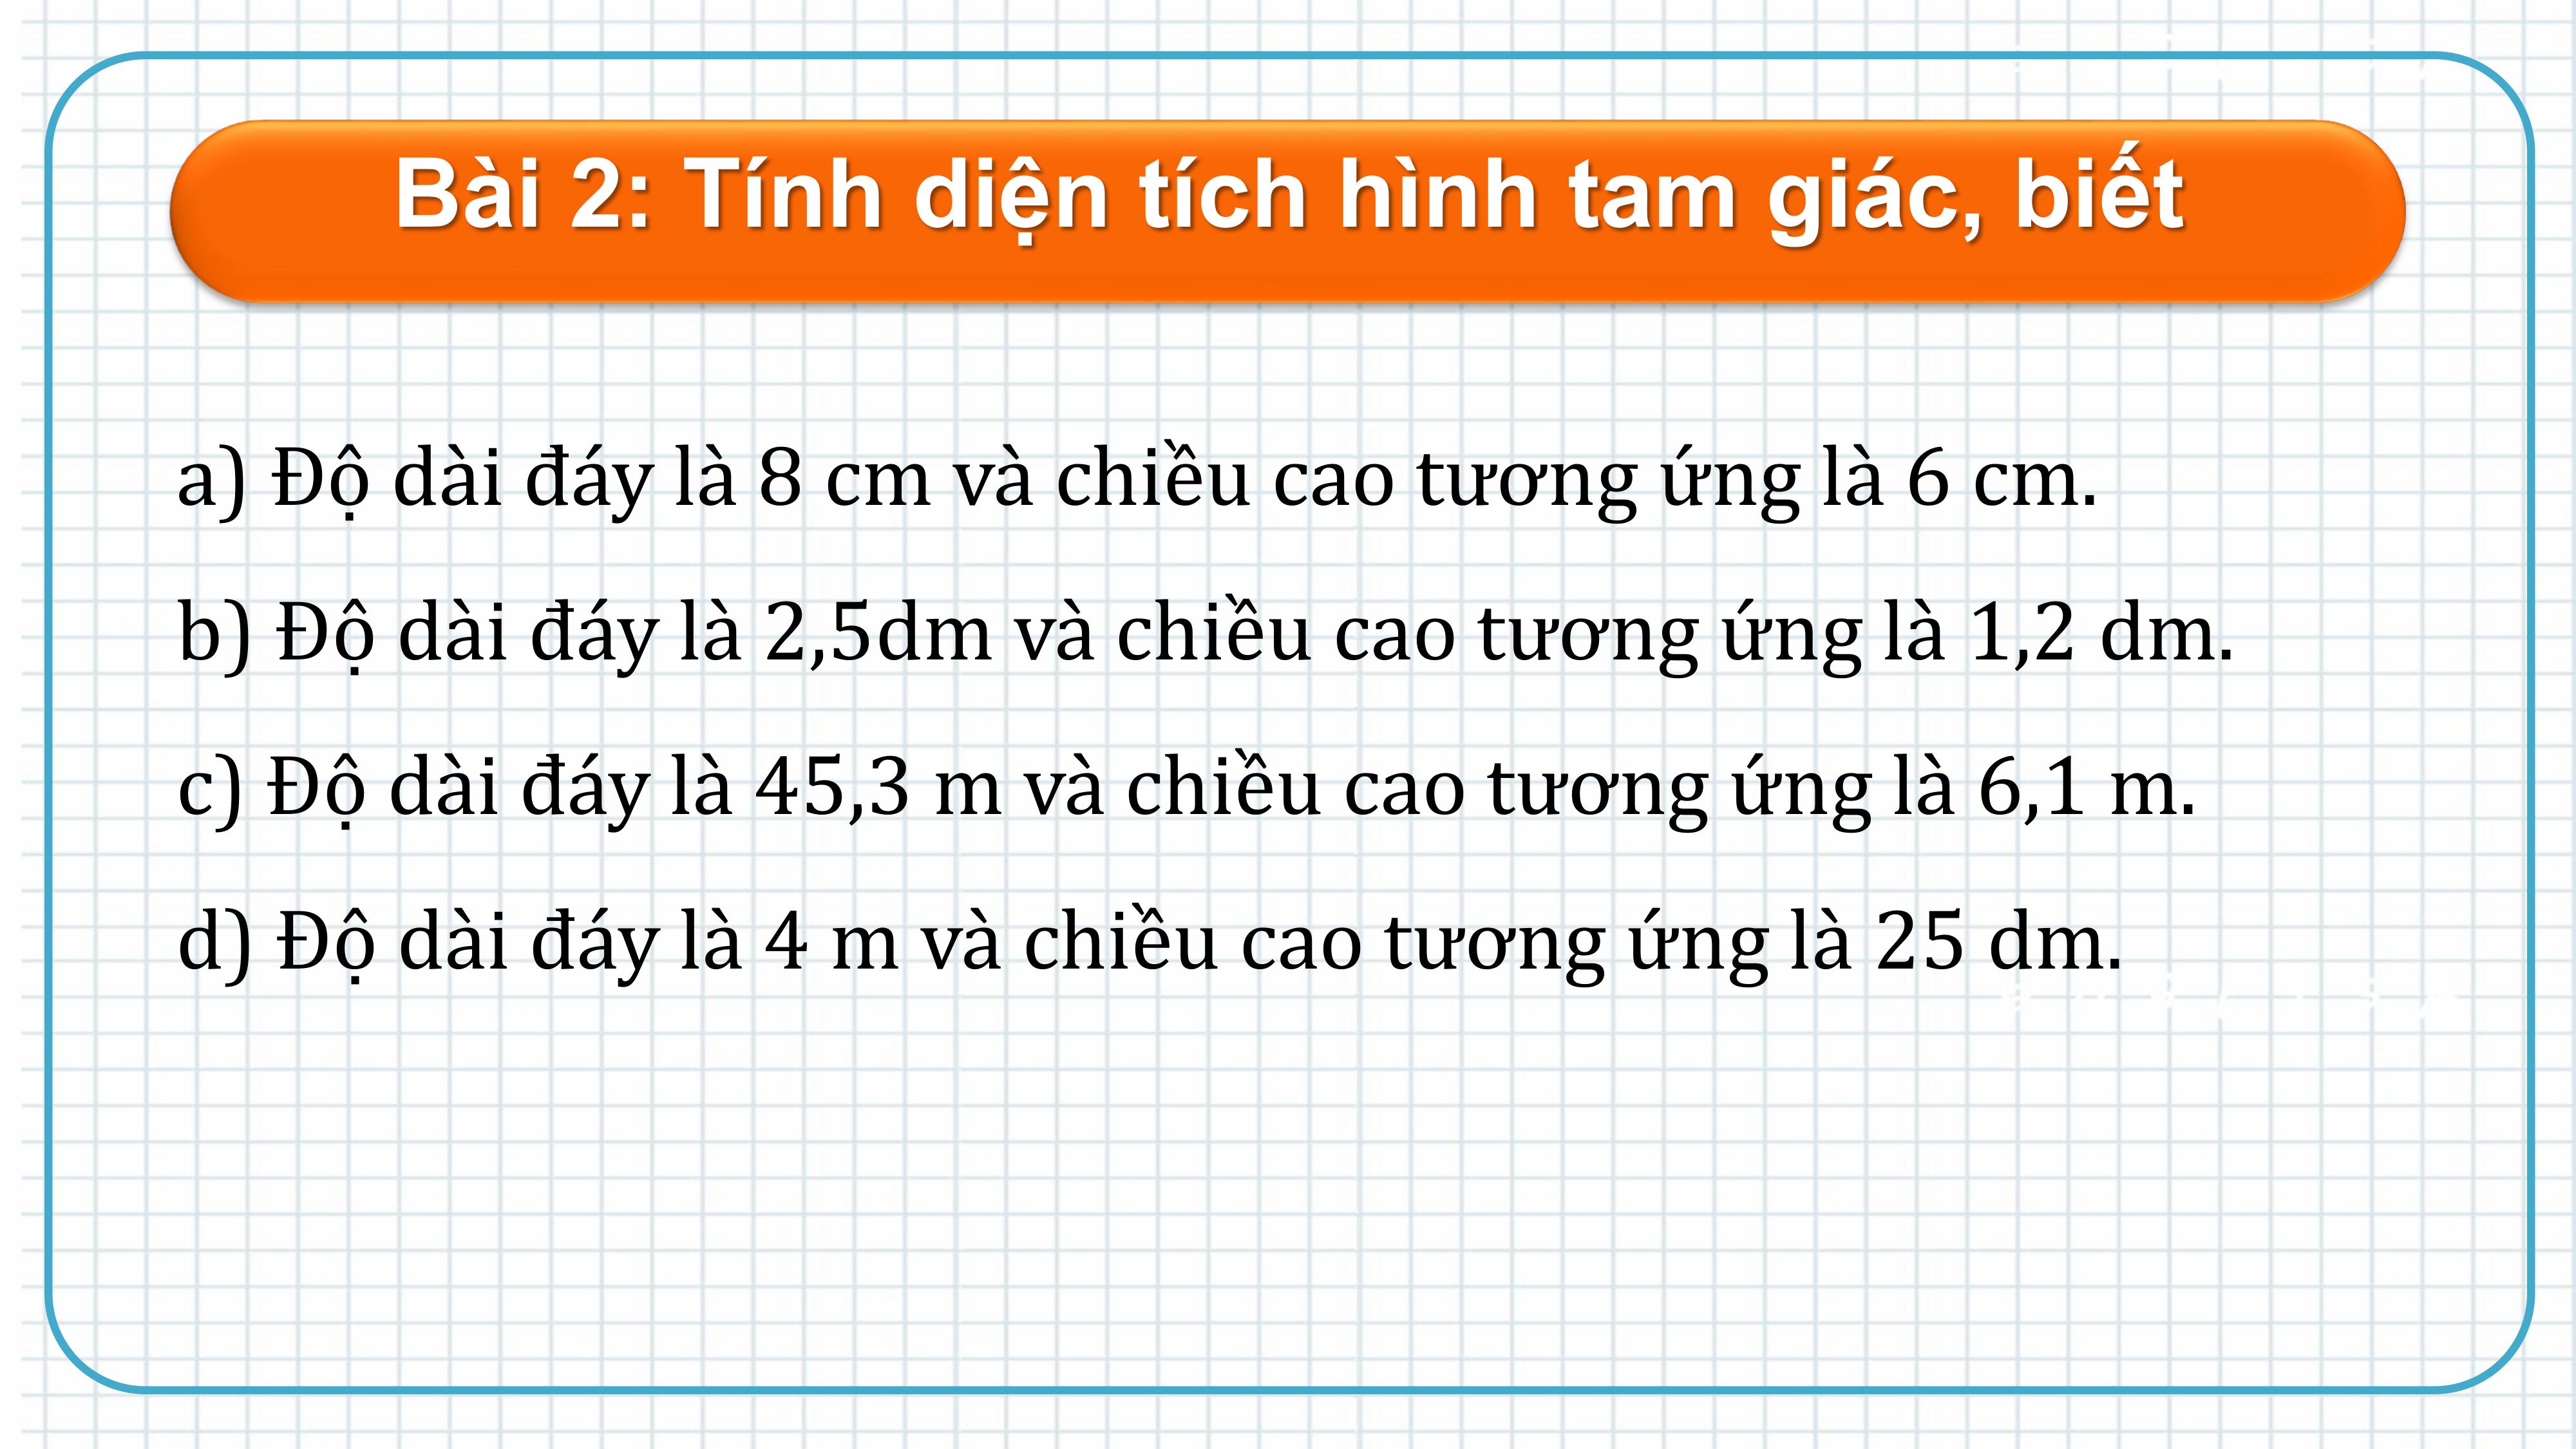 Bài 2: Tính diện tích hình tam giác, biết
a) Độ dài đáy là 8 cm và chiều cao tương ứng là 6 cm.
b) Độ dài đáy là 2,5dm và chiều cao tương ứng là 1,2 dm.
c) Độ dài đáy là 45,3 m và chiều cao tương ứng là 6,1 m.
d) Độ dài đáy là 4 m và chiều cao tương ứng là 25 dm.